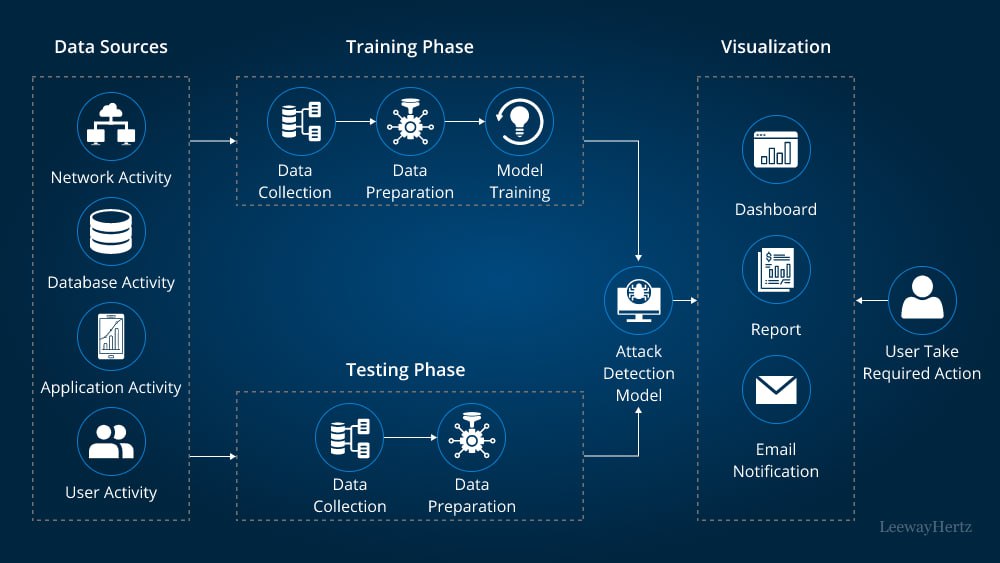 Data Sources
Training Phase
Visualization
Network Activity
Database Activity
Application Activity
User Activity
Data
Collection
Data
Preparation
Model
Training
Testing Phase
Data
Collection
Data
Preparation
Attack
Detection
Model
Dashboard
Report
Email
Notification
User Take
Required Action
LeewayHertz